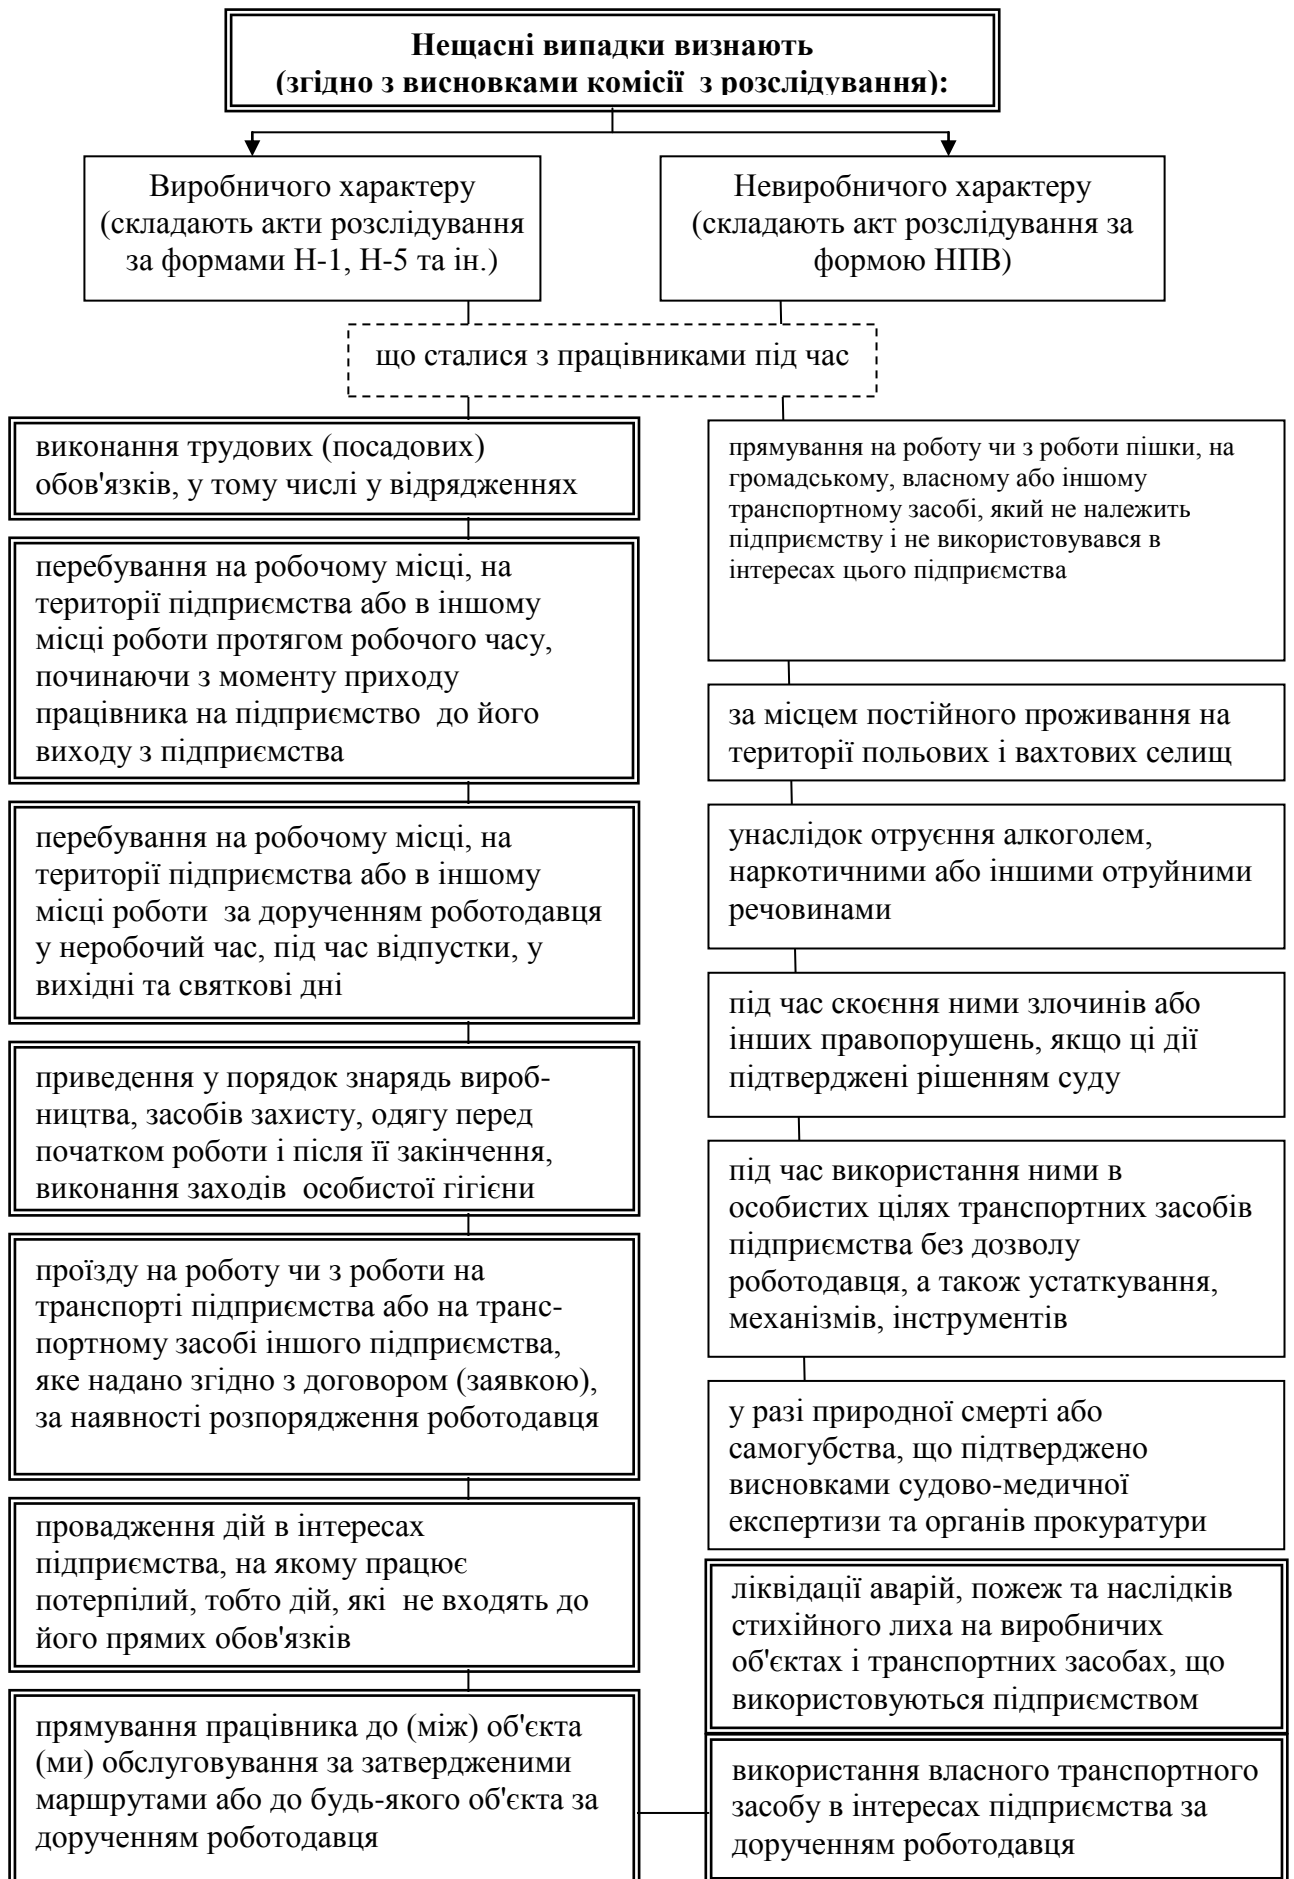 Нещасні випадки визнають
(згідно з висновками комісії з розслідування):
Виробничого характеру
(складають акти розслідування
за формами Н-1, Н-5 та ін.)
Невиробничого характеру
(складають акт розслідування за
формою НПВ)
що сталися з працівниками під час
виконання трудових (посадових)
обов'язків, у тому числі у відрядженнях
перебування на робочому місці, на
території підприємства або в іншому
місці роботи протягом робочого часу,
починаючи з моменту приходу
працівника на підприємство до його
виходу з підприємства
перебування на робочому місці, на
території підприємства або в іншому
місці роботи за дорученням роботодавця
у неробочий час, під час відпустки, у
вихідні та святкові дні
приведення у порядок знарядь вироб-
ництва, засобів захисту, одягу перед
початком роботи і після її закінчення,
виконання заходів особистої гігієни
проїзду на роботу чи з роботи на
транспорті підприємства або на транс-
портному засобі іншого підприємства,
яке надано згідно з договором (заявкою),
за наявності розпорядження роботодавця
провадження дій в інтересах
підприємства, на якому працює
потерпілий, тобто дій, які не входять до
його прямих обов'язків
прямування працівника до (між) об'єкта
(ми) обслуговування за затвердженими
маршрутами або до будь-якого об'єкта за
дорученням роботодавця
прямування на роботу чи з роботи пішки, на
громадському, власному або іншому
транспортному засобі, який не належить
підприємству і не використовувався в
інтересах цього підприємства
за місцем постійного проживання на
території польових і вахтових селищ
унаслідок отруєння алкоголем,
наркотичними або іншими отруйними
речовинами
під час скоєння ними злочинів або
інших правопорушень, якщо ці дії
підтверджені рішенням суду
під час використання ними в
особистих цілях транспортних засобів
підприємства без дозволу
роботодавця, а також устаткування,
механізмів, інструментів
у разі природної смерті або
самогубства, що підтверджено
висновками судово-медичної
експертизи та органів прокуратури
ліквідації аварій, пожеж та наслідків
стихійного лиха на виробничих
об'єктах і транспортних засобах, що
використовуються підприємством
використання власного транспортного
засобу в інтересах підприємства за
дорученням роботодавця